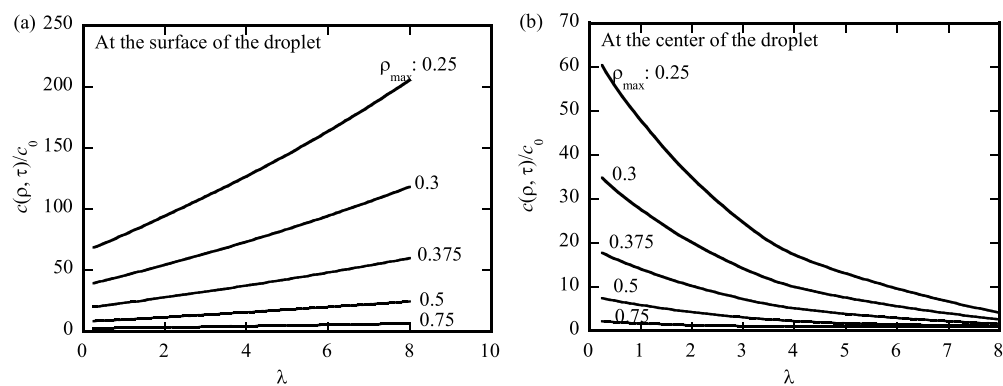 (a)
250
200
150
100
50
0
At the surface of the droplet
ρmax: 0.25
0.3
0.375
0.5
0.75
c(ρ, τ)/c0
0 2 4 6 8 10
λ
(b)
70
60
50
40
30
20
10
0
At the center of the droplet
ρmax: 0.25
0.3
0.375
0.5
0.75
c(ρ, τ)/c0
0 1 2 3 4 5 6 7 8
λ